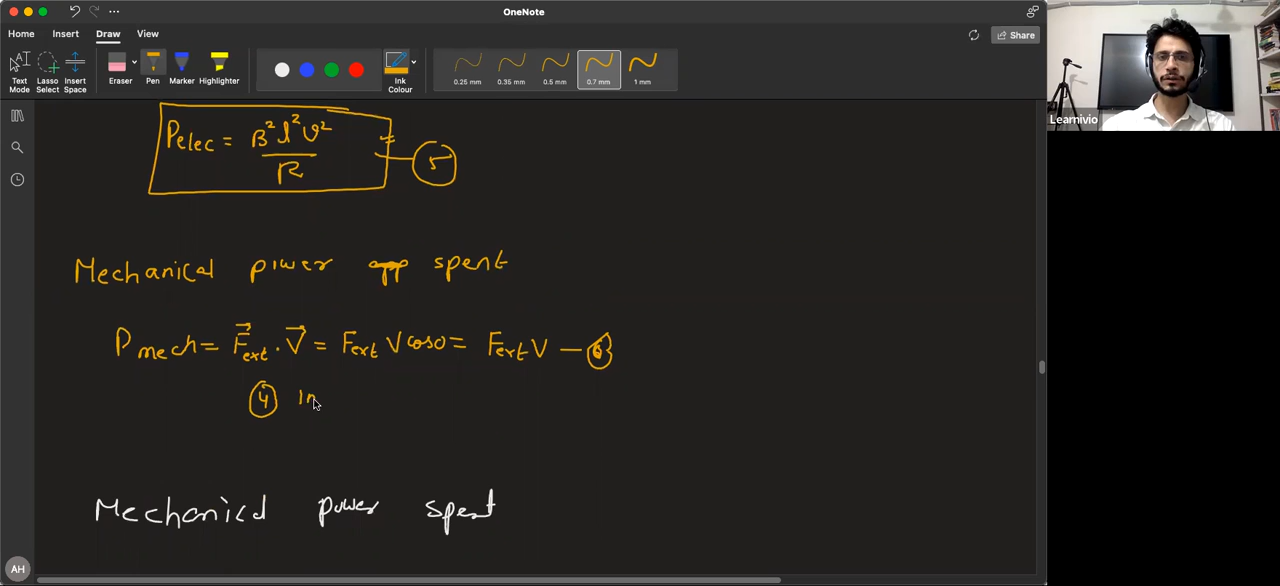 OneNote
Home Insert Draw View
Share
Text Mode
Lasso Select
Insert Space
Eraser
Pen
Marker
Highlighter
Ink Colour
0.25 mm
0.35 mm
0.5 mm
0.7 mm
1 mm
Learnivio
Pelec = B²l²v²/R — 5
Mechanical power spent
Pmech = F⃗ext . V⃗ = Fext V cos0 = Fext V — 6
4 in
Mechanical power spent
AH